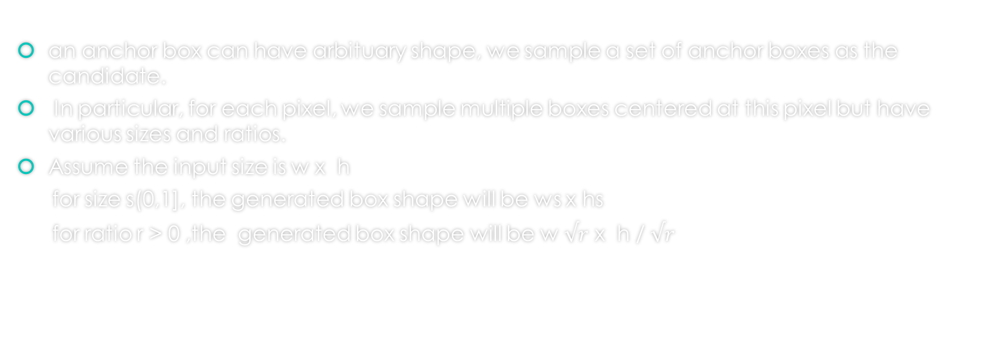 an anchor box can have arbituary shape, we sample a set of anchor boxes as the
candidate.
In particular, for each pixel, we sample multiple boxes centered at this pixel but have
various sizes and ratios.
Assume the input size is w x h
for size s(0,1], the generated box shape will be ws x hs
for ratio r > 0 ,the generated box shape will be w √r x h / √r